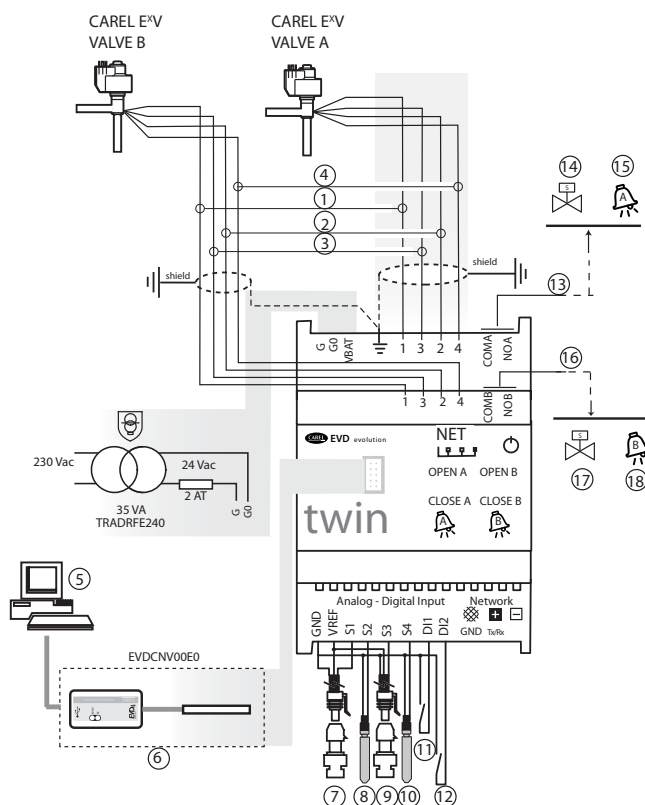 CAREL EXV
VALVE B
CAREL EXV
VALVE A
4
1
2
3
14
15
S
A
shield
shield
13
G
G0
VBAT
1
3
2
4
COMA
NOA
16
1
3
2
4
COMB
NOB
CAREL EVD evolution
NET
OPEN A
OPEN B
S
B
17
18
230 Vac
24 Vac
2 AT
35 VA
TRADRFE240
G
G0
twin
CLOSE A
CLOSE B
A
B
5
Analog - Digital Input
Network
GND
VREF
S1
S2
S3
S4
DI1
DI2
GND
Tx/Rx
EVDCNV00E0
6
11
7
8
9
10
12